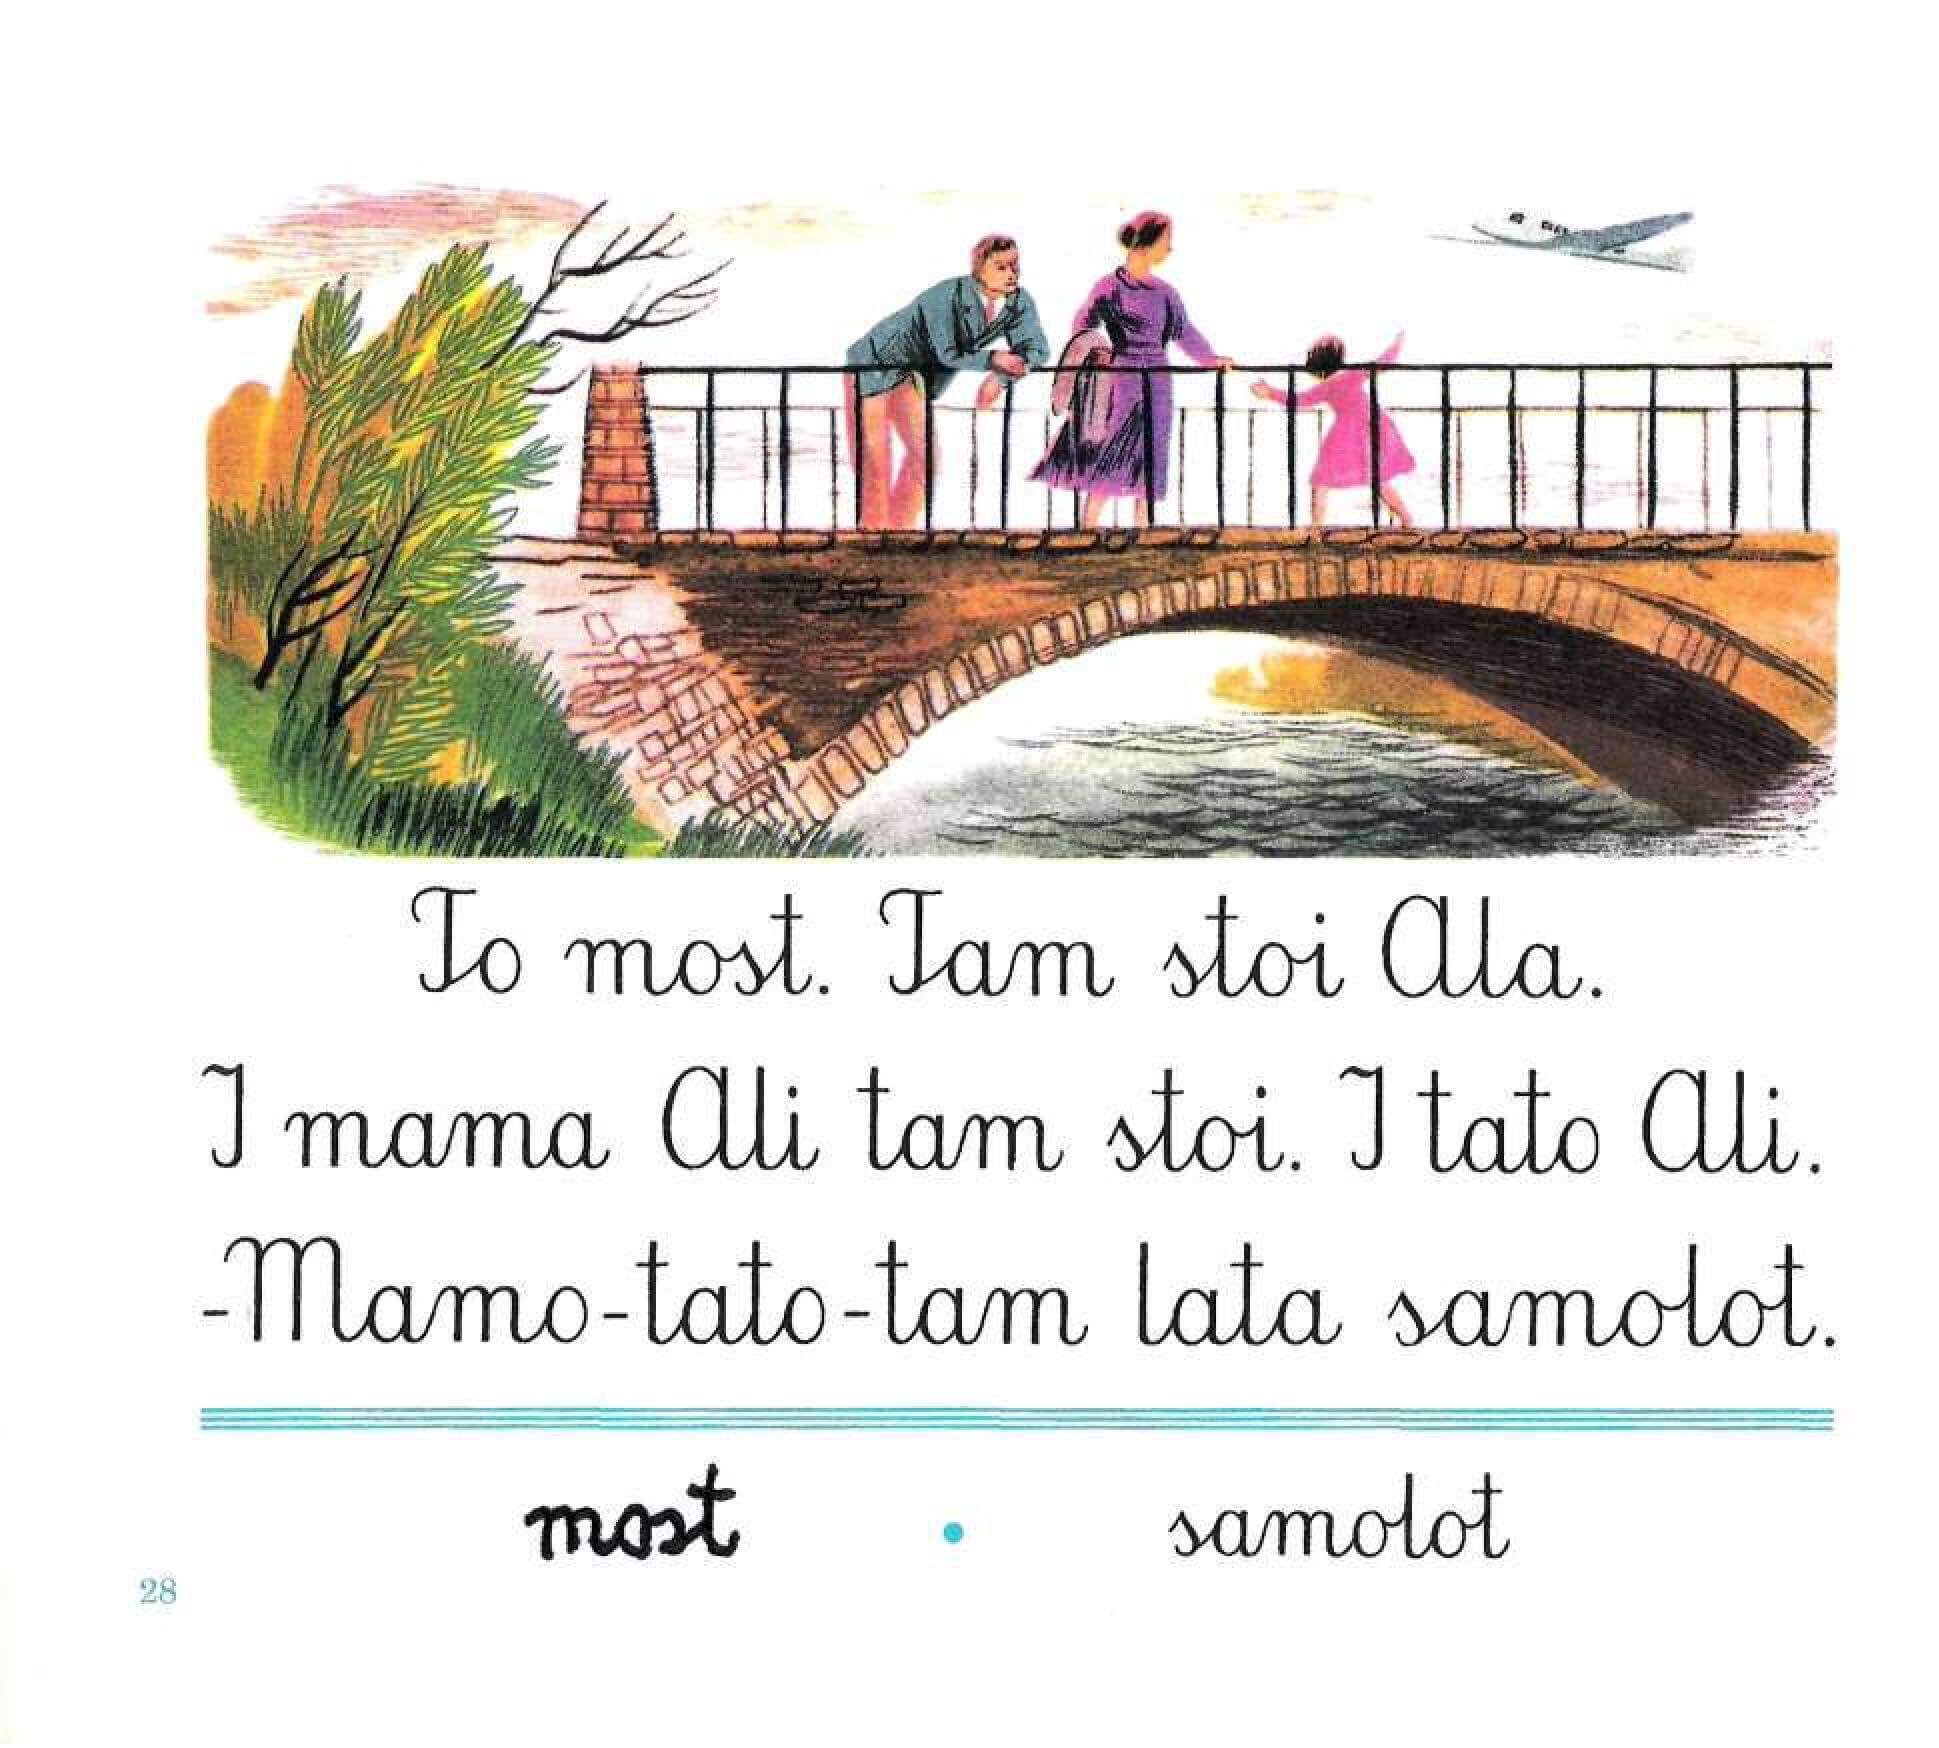 To most. Tam stoi Ala.
I mama Ali tam stoi. I tato Ali.
-Mamo-tato-tam lata samolot.
most • samolot
28